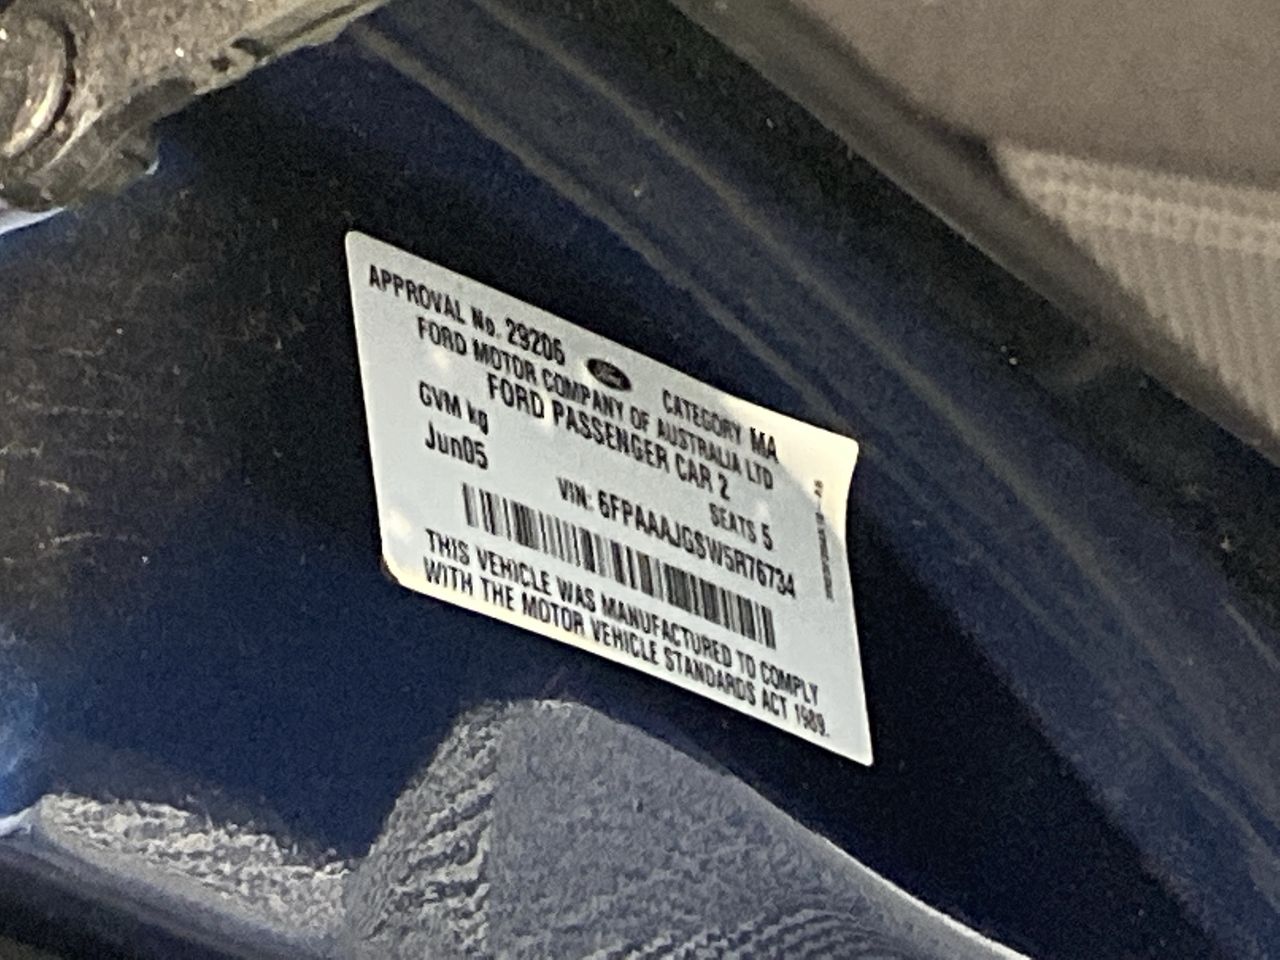 APPROVAL No. 29206 Ford CATEGORY MA
FORD MOTOR COMPANY OF AUSTRALIA LTD
FORD PASSENGER CAR 2
GVM kg SEATS 5
Jun05 VIN: 6FPAAAJGSW5R76734
THIS VEHICLE WAS MANUFACTURED TO COMPLY
WITH THE MOTOR VEHICLE STANDARDS ACT 1989.